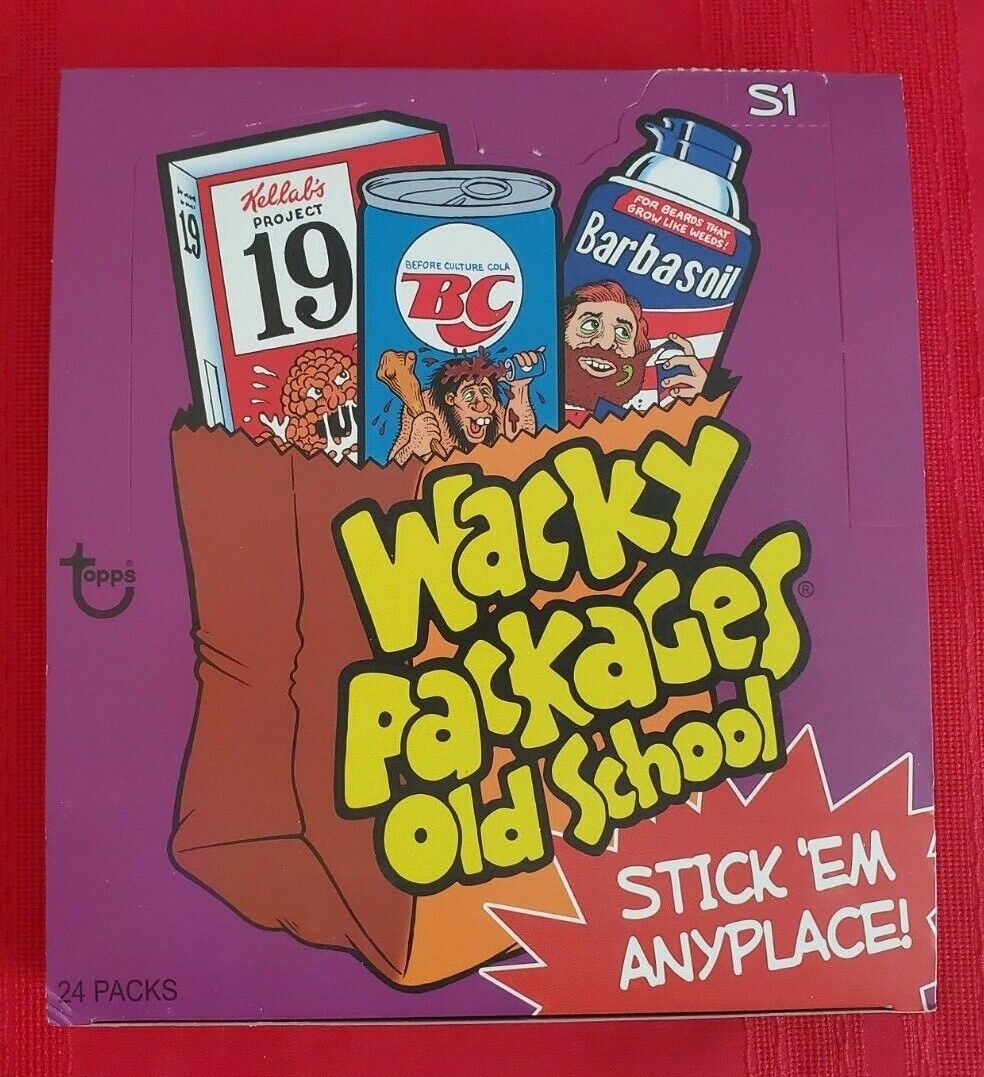 S1
Kellab's
PROJECT
19
19
BEFORE CULTURE COLA
BC
FOR BEARDS THAT
GROW LIKE WEEDS!
Barbasoil
Wacky
Packages®
Old School
topps®
STICK 'EM
ANYPLACE!
24 PACKS